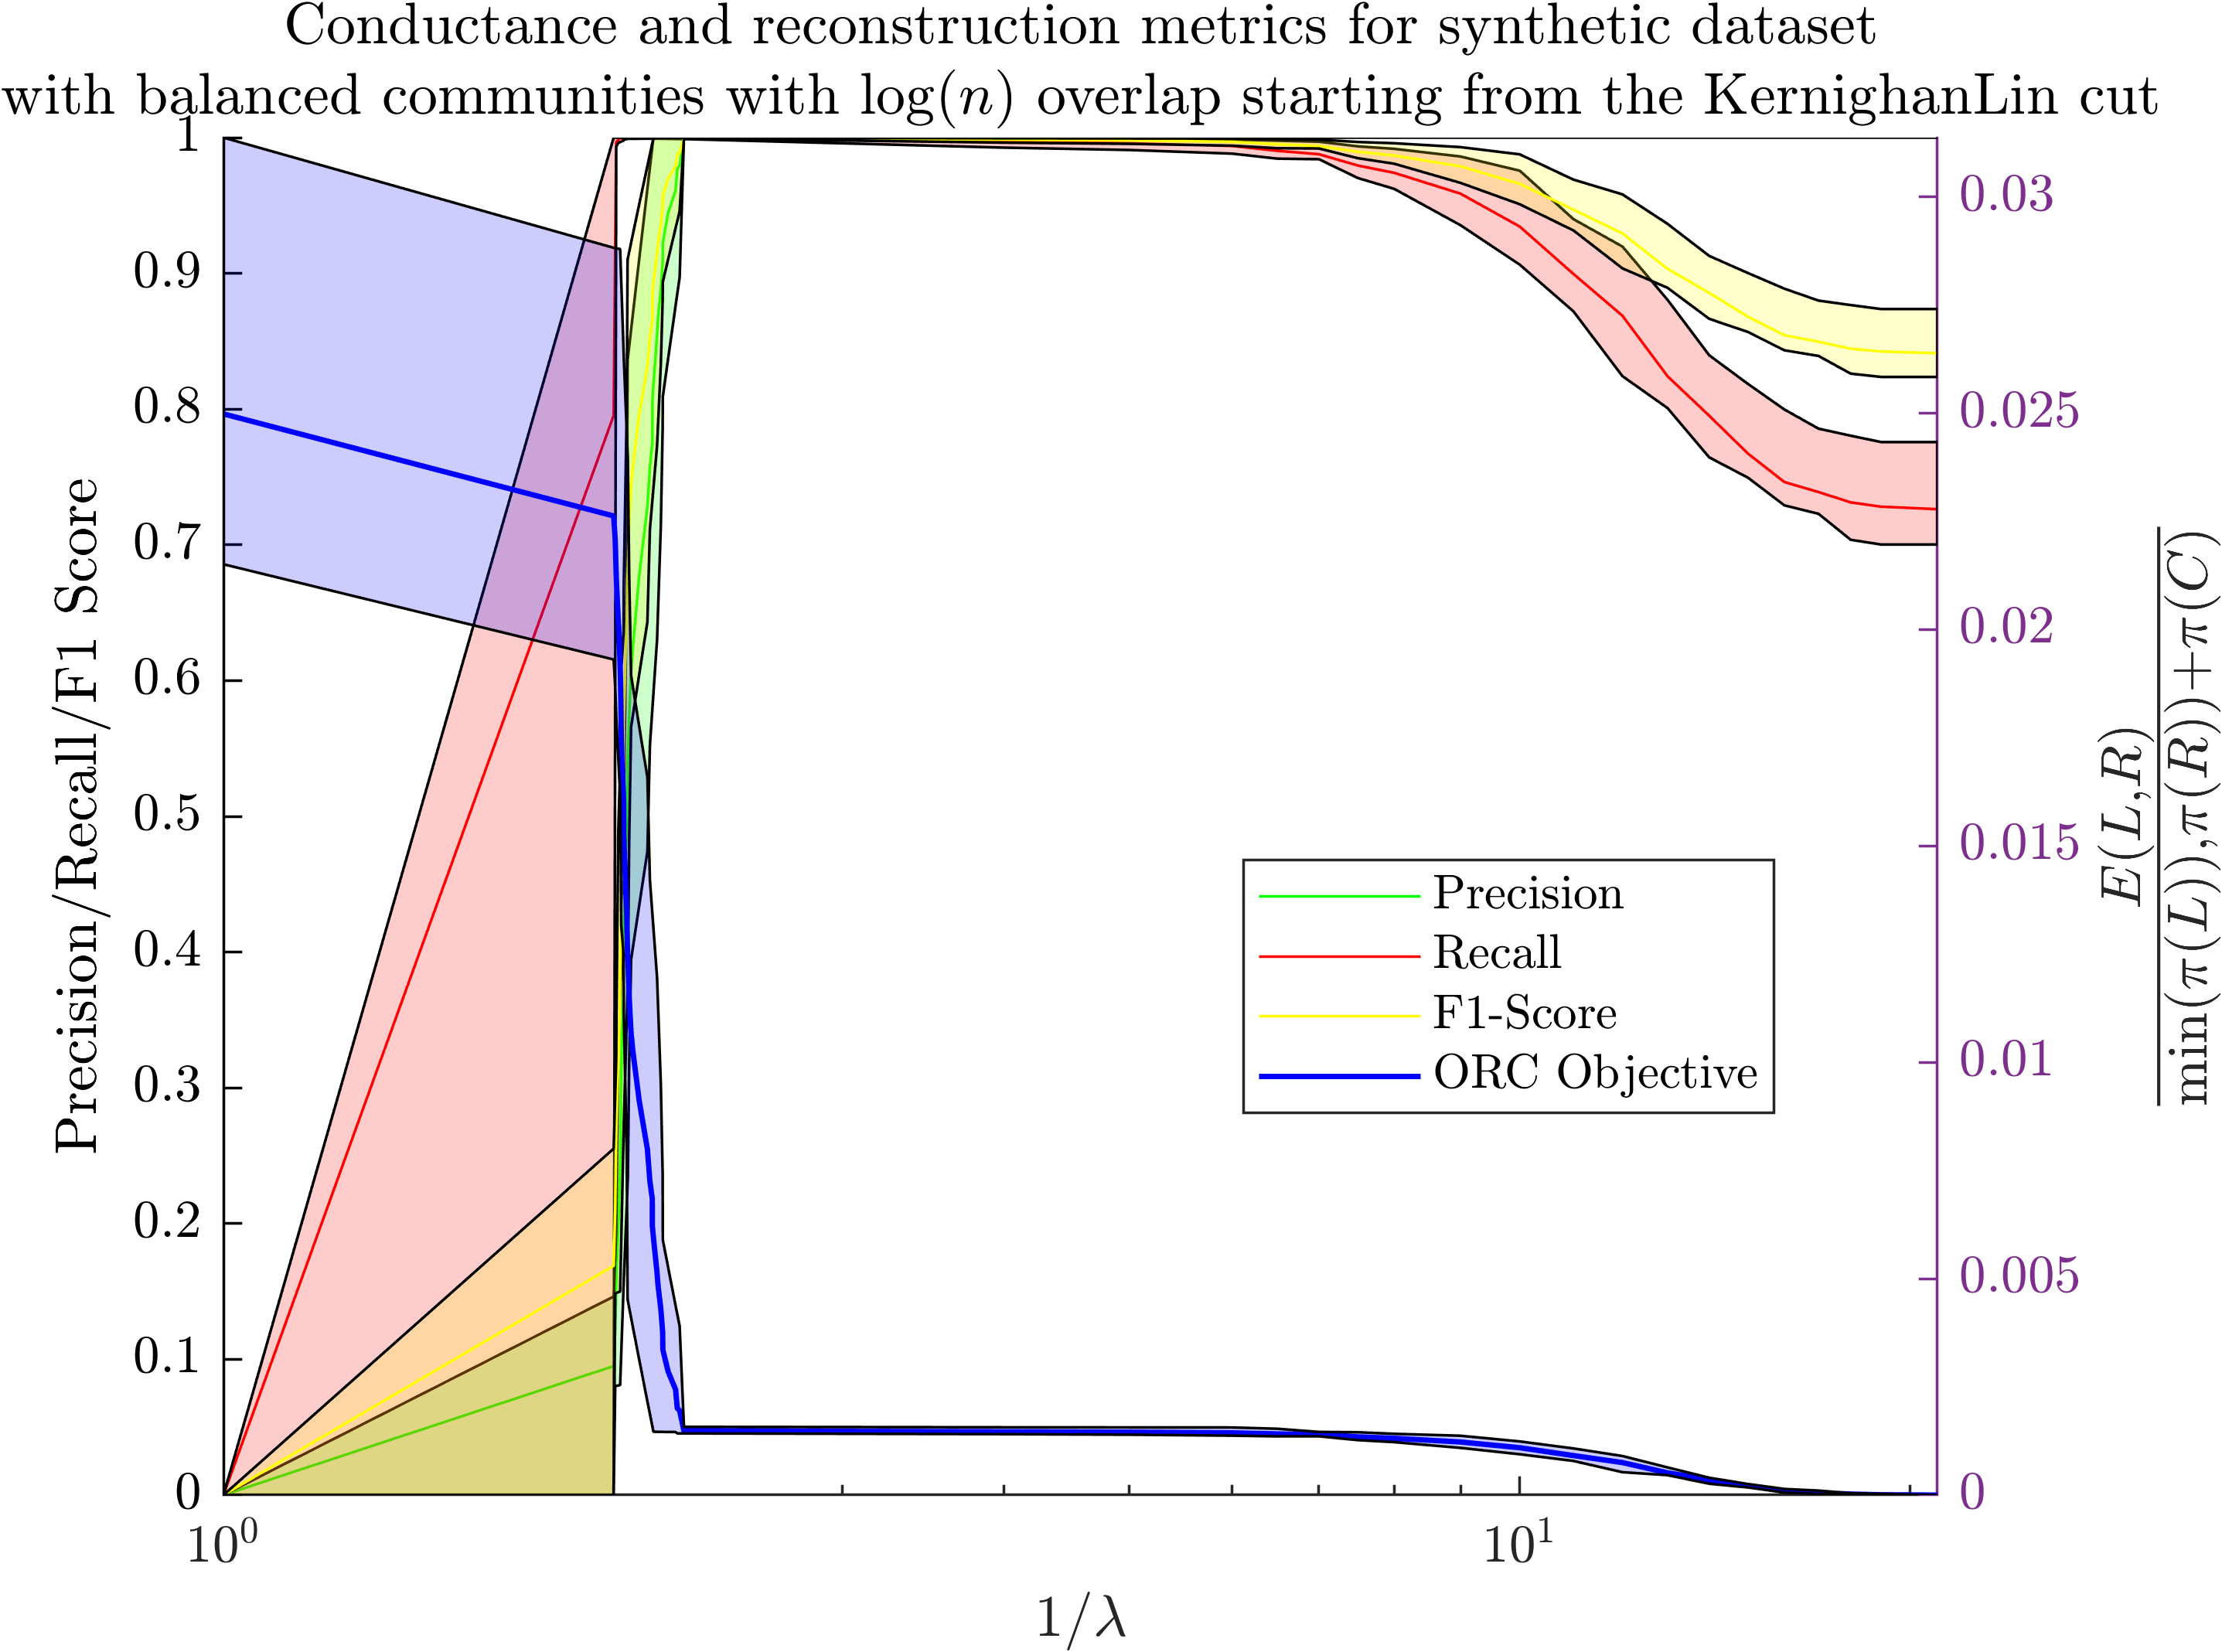 Conductance and reconstruction metrics for synthetic dataset
with balanced communities with log(n) overlap starting from the KernighanLin cut
Precision/Recall/F1 Score
1
0.9
0.8
0.7
0.6
0.5
0.4
0.3
0.2
0.1
0
10⁰
10¹
1/λ
Precision
Recall
F1-Score
ORC Objective
0.03
0.025
0.02
0.015
0.01
0.005
0
E(L,R)
min(π(L)),π(R))+π(C)